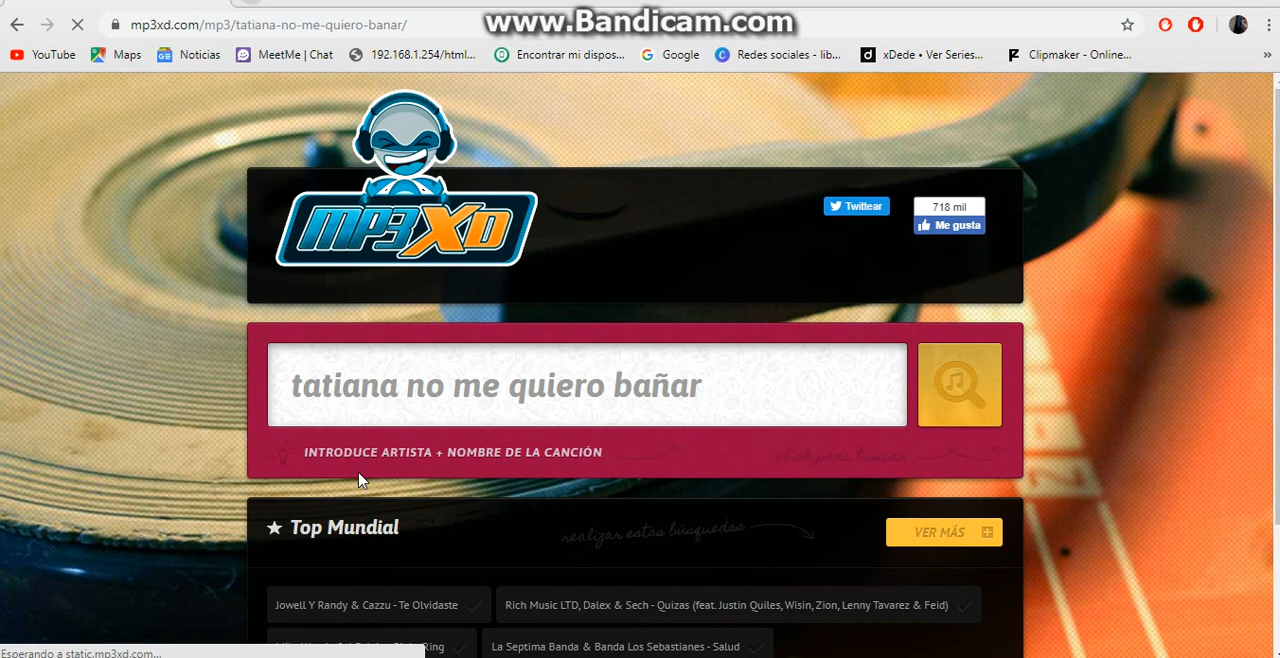 www.Bandicam.com
mp3xd.com/mp3/tatiana-no-me-quiero-banar/
YouTube Maps Noticias MeetMe | Chat 192.168.1.254/html... Encontrar mi dispos... Google Redes sociales - lib... xDede • Ver Series... Clipmaker - Online... »
MP3XD
Twittear
718 mil
Me gusta
tatiana no me quiero bañar
INTRODUCE ARTISTA + NOMBRE DE LA CANCIÓN
click para buscar
Top Mundial
realizar estas búsquedas
VER MÁS
Jowell Y Randy & Cazzu - Te Olvidaste
Rich Music LTD, Dalex & Sech - Quizas (feat. Justin Quiles, Wisin, Zion, Lenny Tavarez & Feid)
Ring
La Septima Banda & Banda Los Sebastianes - Salud
Esperando a static.mp3xd.com...